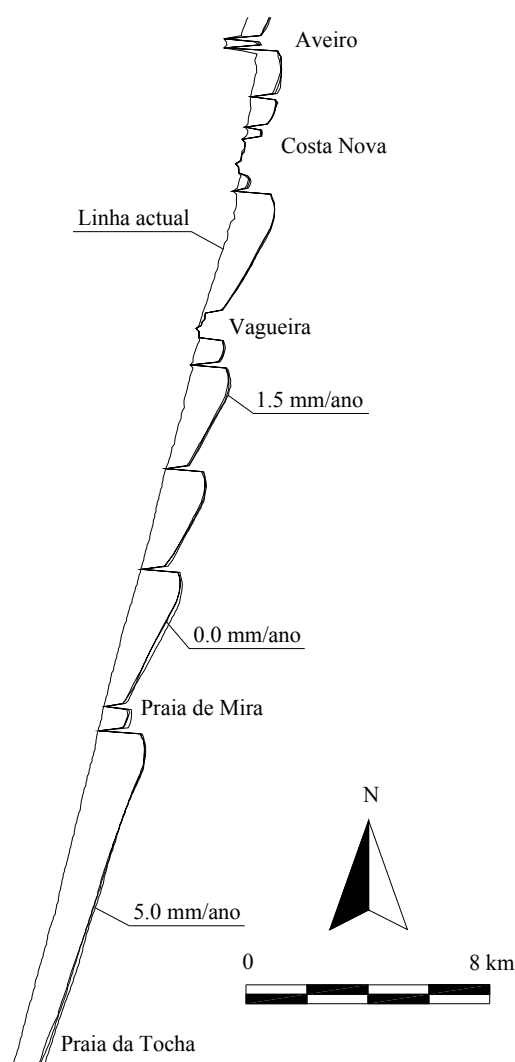 Aveiro
Costa Nova
Linha actual
Vagueira
1.5 mm/ano
0.0 mm/ano
Praia de Mira
N
5.0 mm/ano
0 8 km
Praia da Tocha